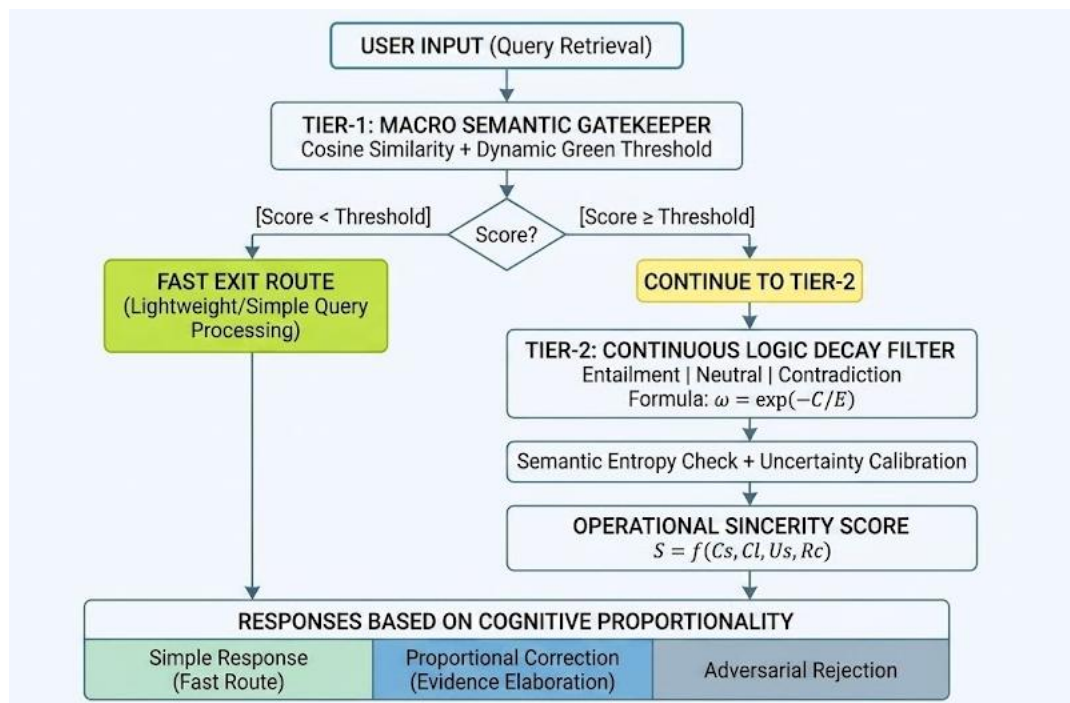 USER INPUT (Query Retrieval)
TIER-1: MACRO SEMANTIC GATEKEEPER
Cosine Similarity + Dynamic Green Threshold
[Score < Threshold]
Score?
[Score ≥ Threshold]
FAST EXIT ROUTE
(Lightweight/Simple Query
Processing)
CONTINUE TO TIER-2
TIER-2: CONTINUOUS LOGIC DECAY FILTER
Entailment | Neutral | Contradiction
Formula: ω = exp(−C/E)
Semantic Entropy Check + Uncertainty Calibration
OPERATIONAL SINCERITY SCORE
S = f(Cs, Cl, Us, Rc)
RESPONSES BASED ON COGNITIVE PROPORTIONALITY
Simple Response
(Fast Route)
Proportional Correction
(Evidence Elaboration)
Adversarial Rejection